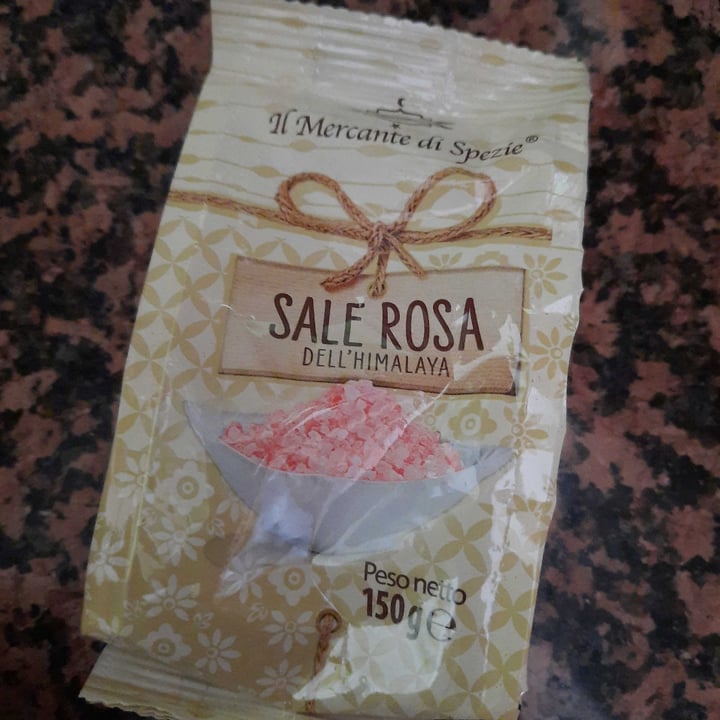 Il Mercante di Spezie®
SALE ROSA
DELL'HIMALAYA
Peso netto
150g e